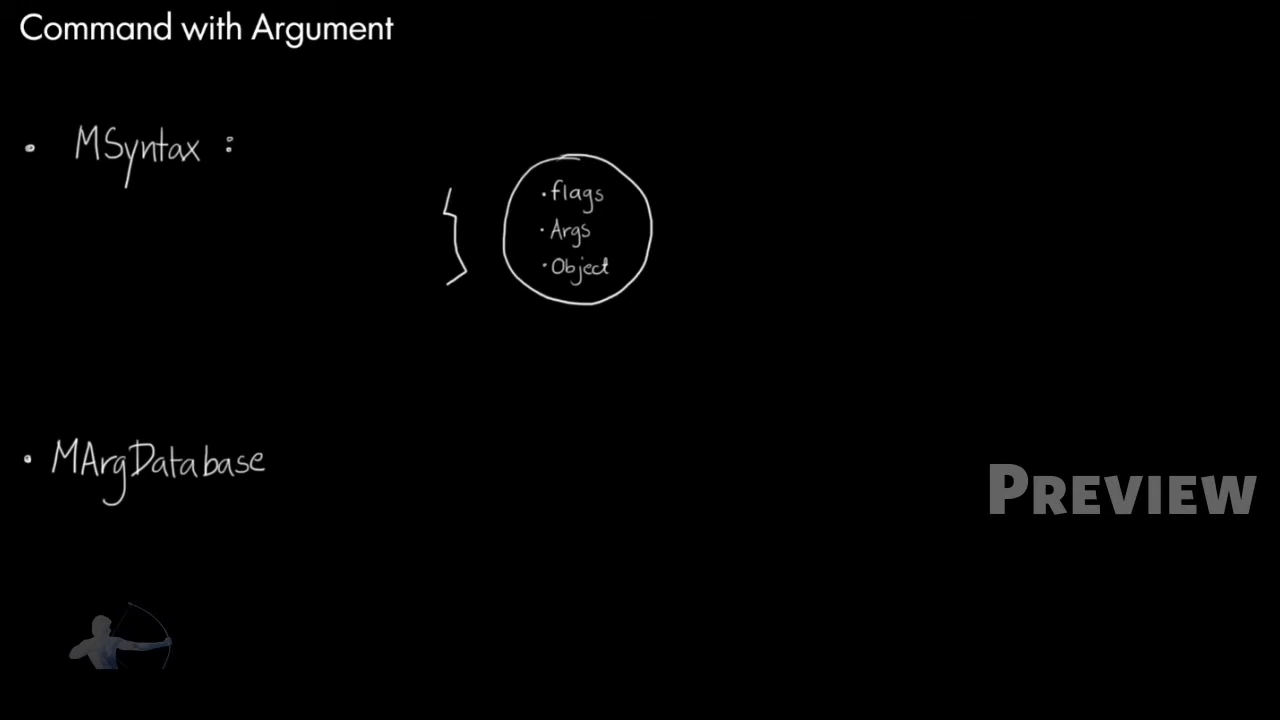 Command with Argument
• MSyntax :
• flags
• Args
• Object
• MArgDatabase
PREVIEW